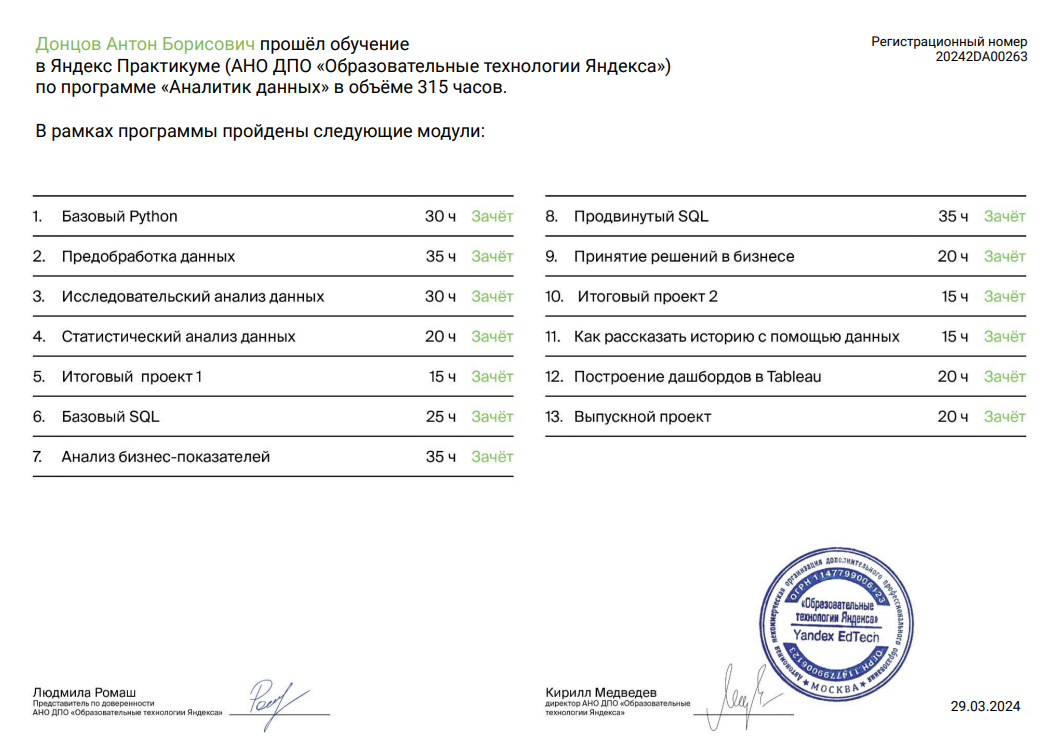 Донцов Антон Борисович прошёл обучение
в Яндекс Практикуме (АНО ДПО «Образовательные технологии Яндекса»)
по программе «Аналитик данных» в объёме 315 часов.
Регистрационный номер
20242DA00263
В рамках программы пройдены следующие модули:
1. Базовый Python 30 ч Зачёт
2. Предобработка данных 35 ч Зачёт
3. Исследовательский анализ данных 30 ч Зачёт
4. Статистический анализ данных 20 ч Зачёт
5. Итоговый проект 1 15 ч Зачёт
6. Базовый SQL 25 ч Зачёт
7. Анализ бизнес-показателей 35 ч Зачёт
8. Продвинутый SQL 35 ч Зачёт
9. Принятие решений в бизнесе 20 ч Зачёт
10. Итоговый проект 2 15 ч Зачёт
11. Как рассказать историю с помощью данных 15 ч Зачёт
12. Построение дашбордов в Tableau 20 ч Зачёт
13. Выпускной проект 20 ч Зачёт
Людмила Ромаш
Представитель по доверенности
АНО ДПО «Образовательные технологии Яндекса»
Кирилл Медведев
директор АНО ДПО «Образовательные
технологии Яндекса»
Автономная некоммерческая организация дополнительного профессионального образования
ОГРН 1147799006123
«Образовательные
технологии Яндекса»
Yandex EdTech
ОГРН 1147799006123
МОСКВА
29.03.2024